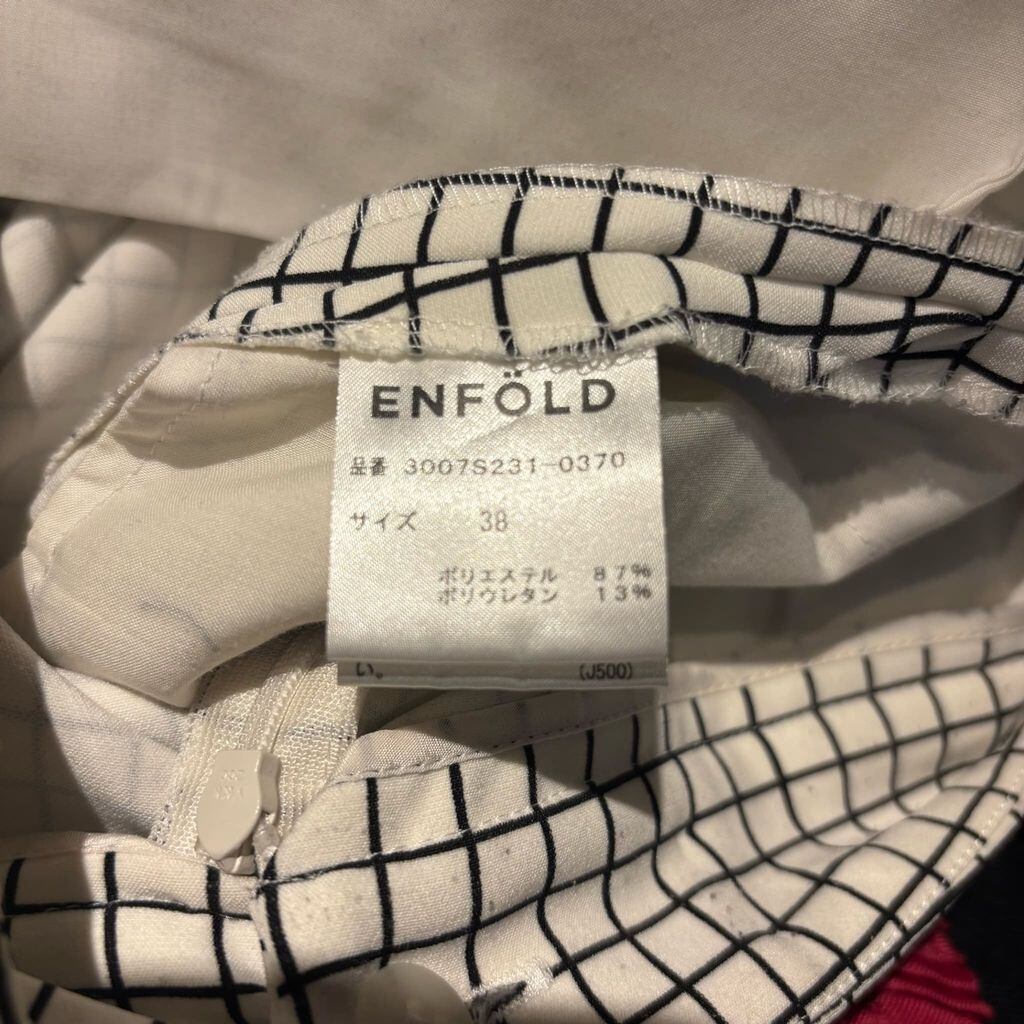 ENFÖLD
品番 3007S231-0370
サイズ 38
ポリエステル 87%
ポリウレタン 13%
い。 (J500)